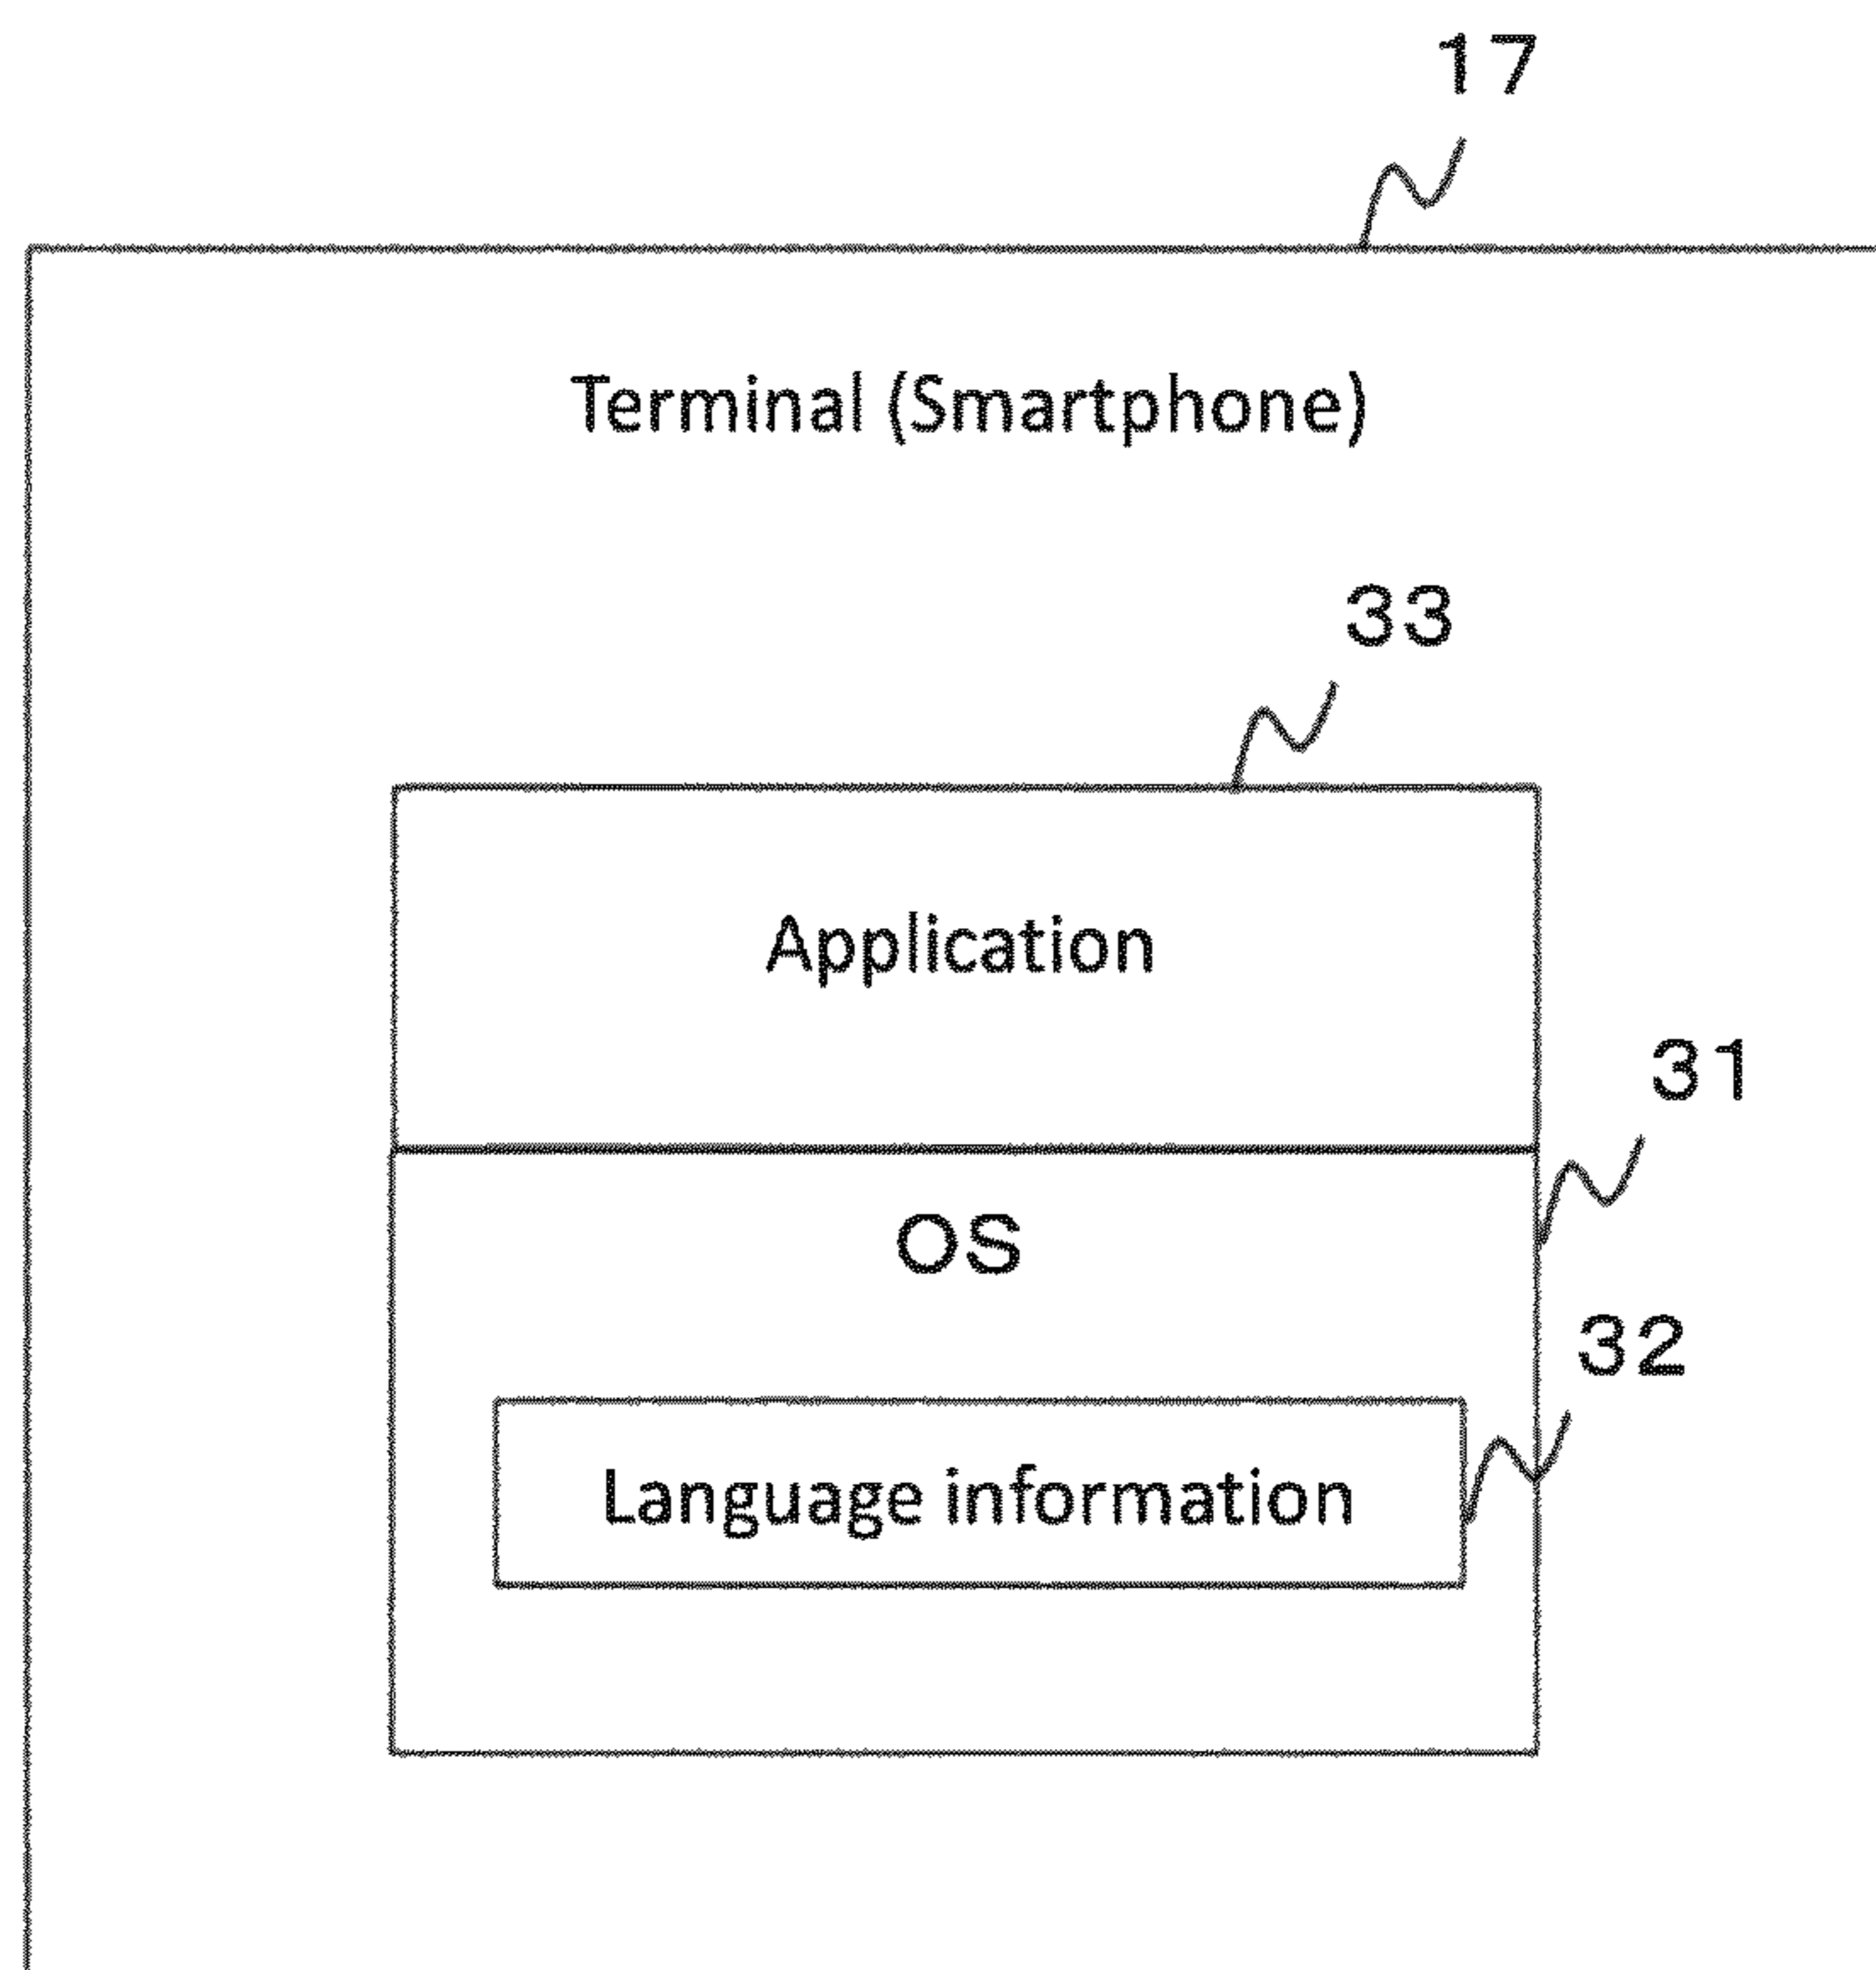 17
Terminal (Smartphone)
33
Application
31
OS
32
Language information